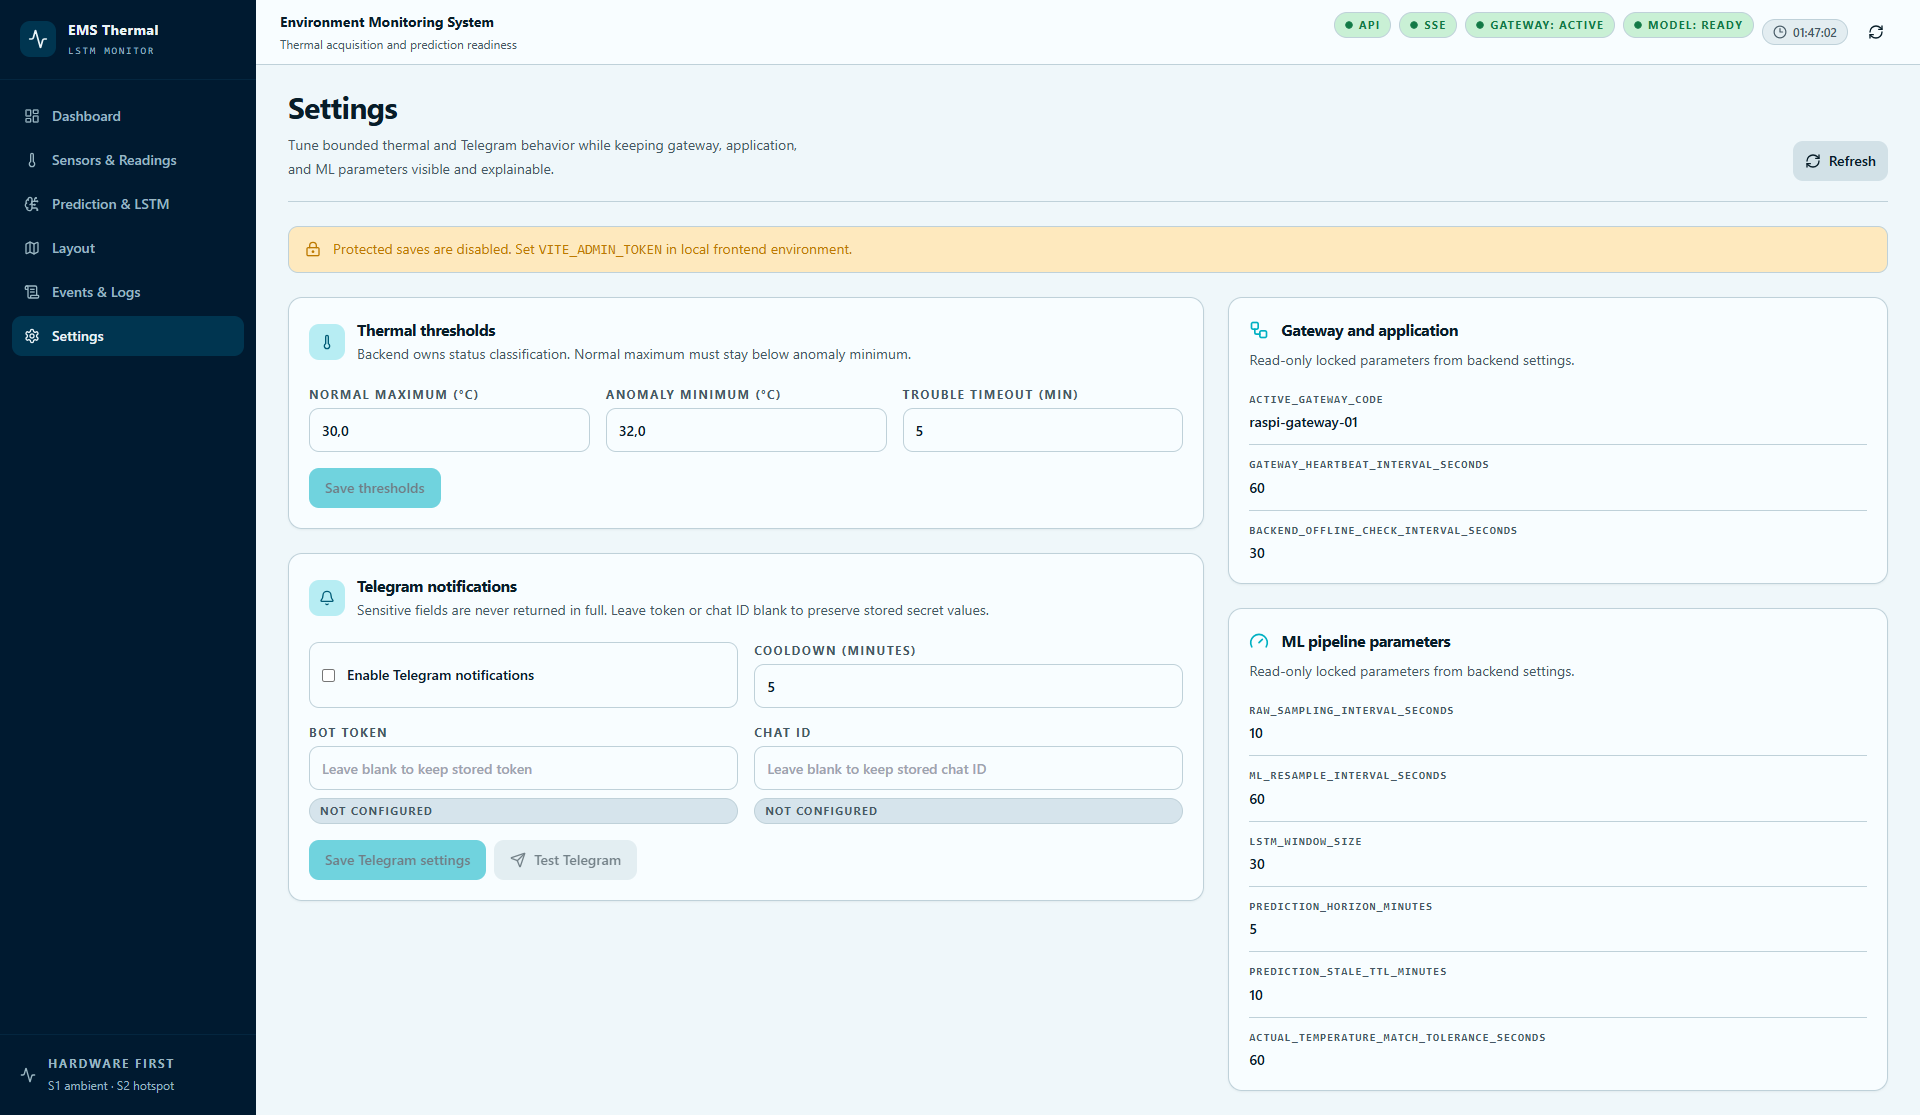 EMS Thermal
LSTM MONITOR
Dashboard
Sensors & Readings
Prediction & LSTM
Layout
Events & Logs
Settings
HARDWARE FIRST
S1 ambient · S2 hotspot
Environment Monitoring System
Thermal acquisition and prediction readiness
API
SSE
GATEWAY: ACTIVE
MODEL: READY
01:47:02
Settings
Tune bounded thermal and Telegram behavior while keeping gateway, application,
and ML parameters visible and explainable.
Refresh
Protected saves are disabled. Set VITE_ADMIN_TOKEN in local frontend environment.
Thermal thresholds
Backend owns status classification. Normal maximum must stay below anomaly minimum.
NORMAL MAXIMUM (°C)
30,0
ANOMALY MINIMUM (°C)
32,0
TROUBLE TIMEOUT (MIN)
5
Save thresholds
Telegram notifications
Sensitive fields are never returned in full. Leave token or chat ID blank to preserve stored secret values.
Enable Telegram notifications
COOLDOWN (MINUTES)
5
BOT TOKEN
Leave blank to keep stored token
NOT CONFIGURED
CHAT ID
Leave blank to keep stored chat ID
NOT CONFIGURED
Save Telegram settings
Test Telegram
Gateway and application
Read-only locked parameters from backend settings.
ACTIVE_GATEWAY_CODE
raspi-gateway-01
GATEWAY_HEARTBEAT_INTERVAL_SECONDS
60
BACKEND_OFFLINE_CHECK_INTERVAL_SECONDS
30
ML pipeline parameters
Read-only locked parameters from backend settings.
RAW_SAMPLING_INTERVAL_SECONDS
10
ML_RESAMPLE_INTERVAL_SECONDS
60
LSTM_WINDOW_SIZE
30
PREDICTION_HORIZON_MINUTES
5
PREDICTION_STALE_TTL_MINUTES
10
ACTUAL_TEMPERATURE_MATCH_TOLERANCE_SECONDS
60